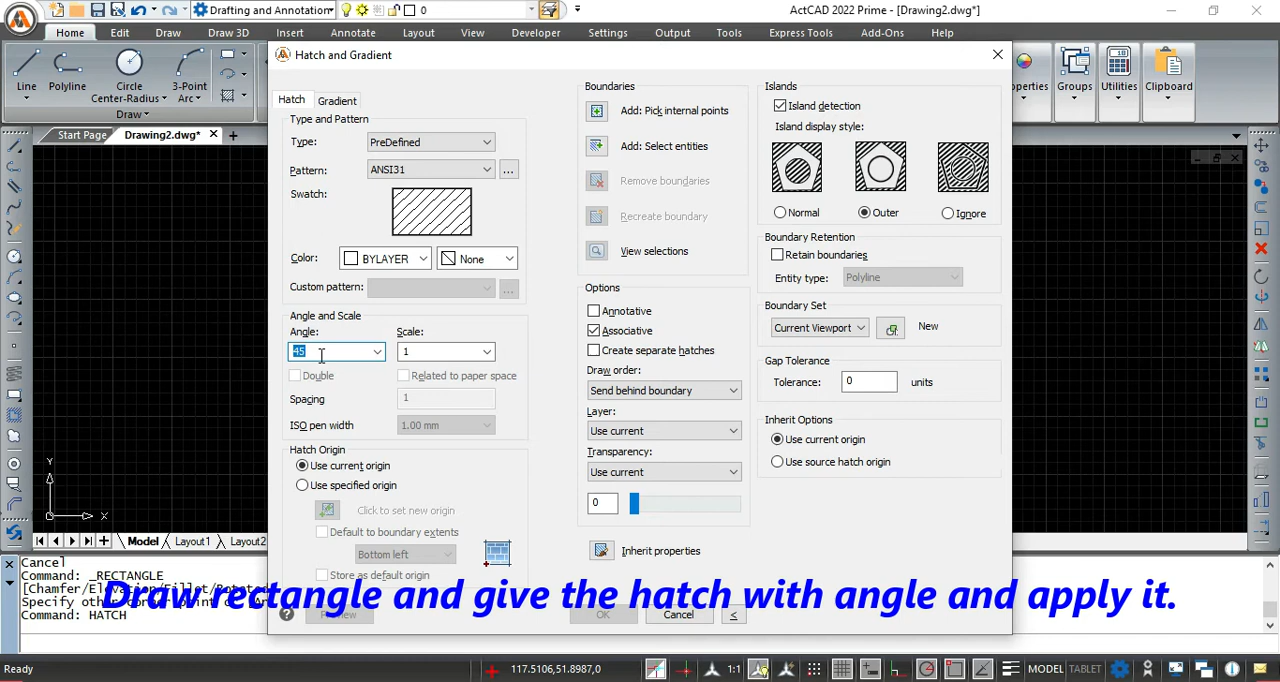 Drafting and Annotation
0
ActCAD 2022 Prime - [Drawing2.dwg*]
Home
Edit
Draw
Draw 3D
Insert
Annotate
Layout
View
Developer
Settings
Output
Tools
Express Tools
Add-Ons
Help
Line
Polyline
Circle
Center-Radius
3-Point
Arc
Draw
Groups
Utilities
Clipboard
Start Page
Drawing2.dwg*
Hatch and Gradient
Hatch
Gradient
Type and Pattern
Type:
PreDefined
Pattern:
ANSI31
...
Swatch:
Color:
BYLAYER
None
Custom pattern:
...
Angle and Scale
Angle:
Scale:
45
1
Double
Related to paper space
Spacing
1
ISO pen width
1.00 mm
Hatch Origin
Use current origin
Use specified origin
Click to set new origin
Default to boundary extents
Bottom left
Store as default origin
Boundaries
Add: Pick internal points
Add: Select entities
Remove boundaries
Recreate boundary
View selections
Options
Annotative
Associative
Create separate hatches
Draw order:
Send behind boundary
Layer:
Use current
Transparency:
Use current
0
Inherit properties
Islands
Island detection
Island display style:
Normal
Outer
Ignore
Boundary Retention
Retain boundaries
Entity type:
Polyline
Boundary Set
Current Viewport
New
Gap Tolerance
Tolerance:
0
units
Inherit Options
Use current origin
Use source hatch origin
Preview
OK
Cancel
<
Y
X
Model
Layout1
Layout2
Cancel
Command: _RECTANGLE
Command: HATCH
Draw rectangle and give the hatch with angle and apply it.
Ready
117.5106,51.8987,0
1:1
MODEL
TABLET